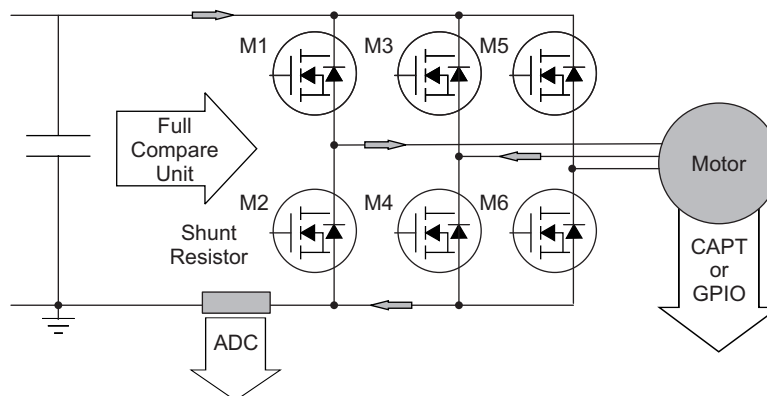 M1
M3
M5
Full
Compare
Unit
Motor
M2
M4
M6
Shunt
Resistor
CAPT
or
GPIO
ADC